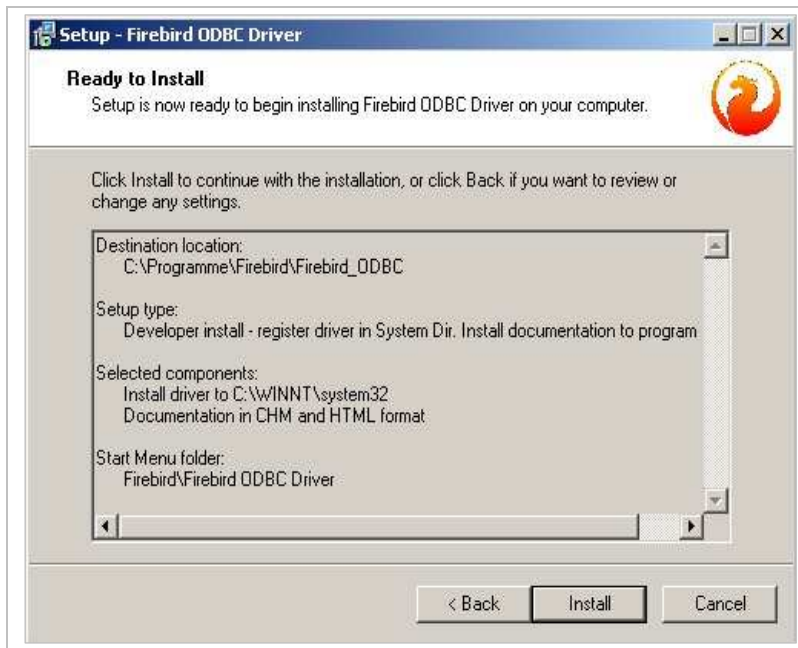 Setup - Firebird ODBC Driver
Ready to Install
Setup is now ready to begin installing Firebird ODBC Driver on your computer.
Click Install to continue with the installation, or click Back if you want to review or
change any settings.
Destination location:
C:\Programme\Firebird\Firebird_ODBC
Setup type:
Developer install - register driver in System Dir. Install documentation to program
Selected components:
Install driver to C:\WINNT\system32
Documentation in CHM and HTML format
Start Menu folder:
Firebird\Firebird ODBC Driver
< Back Install Cancel